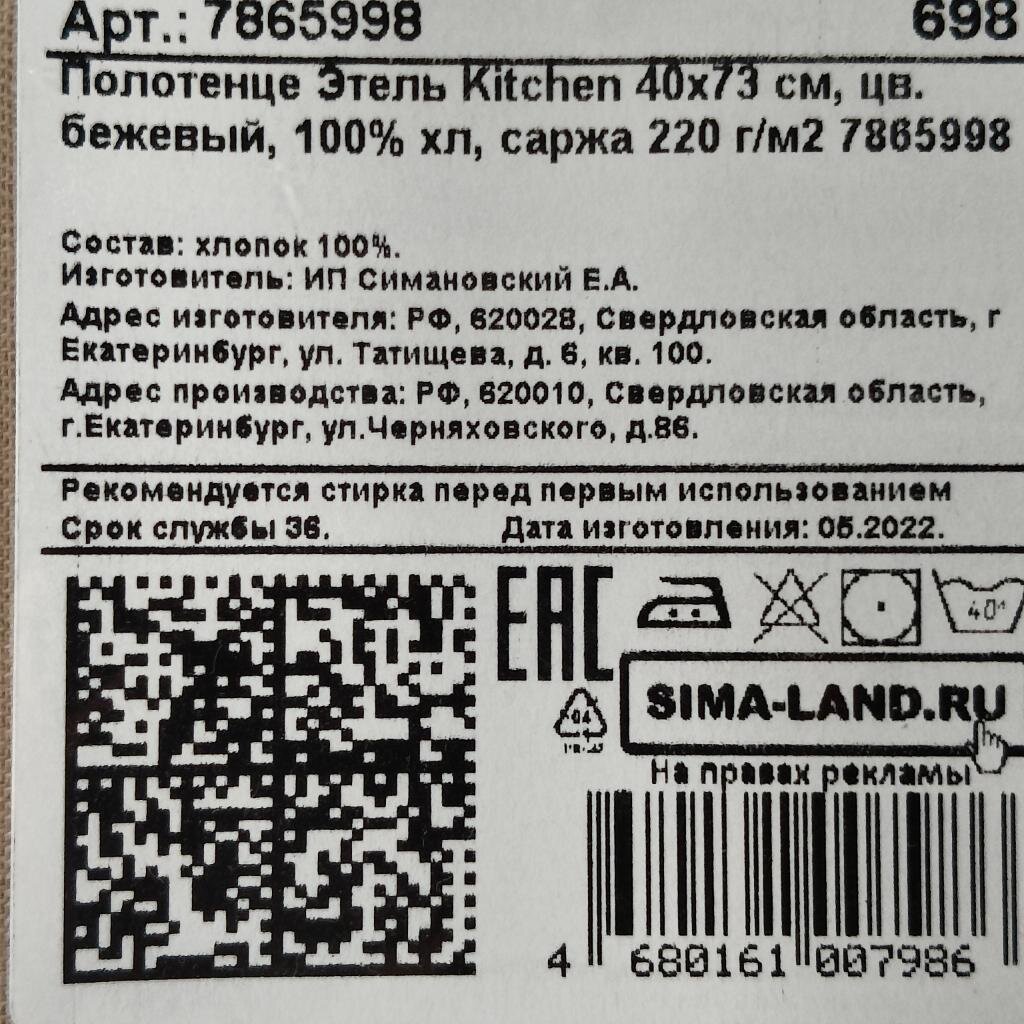 Арт.: 7865998 698
Полотенце Этель Kitchen 40x73 см, цв.
бежевый, 100% хл, саржа 220 г/м2 7865998
Состав: хлопок 100%.
Изготовитель: ИП Симановский Е.А.
Адрес изготовителя: РФ, 620028, Свердловская область, г
Екатеринбург, ул. Татищева, д. 6, кв. 100.
Адрес производства: РФ, 620010, Свердловская область,
г.Екатеринбург, ул.Черняховского, д.86.
Рекомендуется стирка перед первым использованием
Срок службы 36. Дата изготовления: 05.2022.
EAC 40°
04
SIMA-LAND.RU
На правах рекламы
4 680161 007986